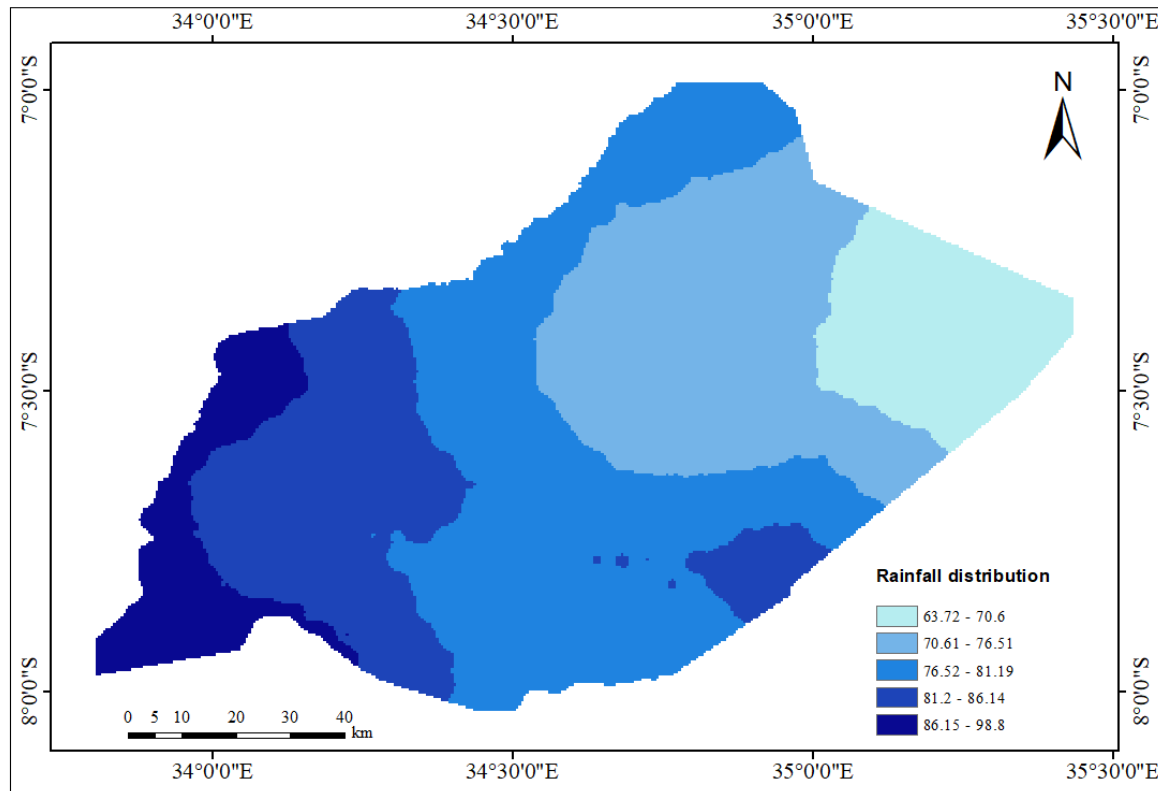 34°0'0"E 34°30'0"E 35°0'0"E 35°30'0"E
7°0'0"S 7°0'0"S
N
7°30'0"S 7°30'0"S
Rainfall distribution
63.72 - 70.6
70.61 - 76.51
76.52 - 81.19
81.2 - 86.14
86.15 - 98.8
8°0'0"S 8°0'0"S
0 5 10 20 30 40
km
34°0'0"E 34°30'0"E 35°0'0"E 35°30'0"E